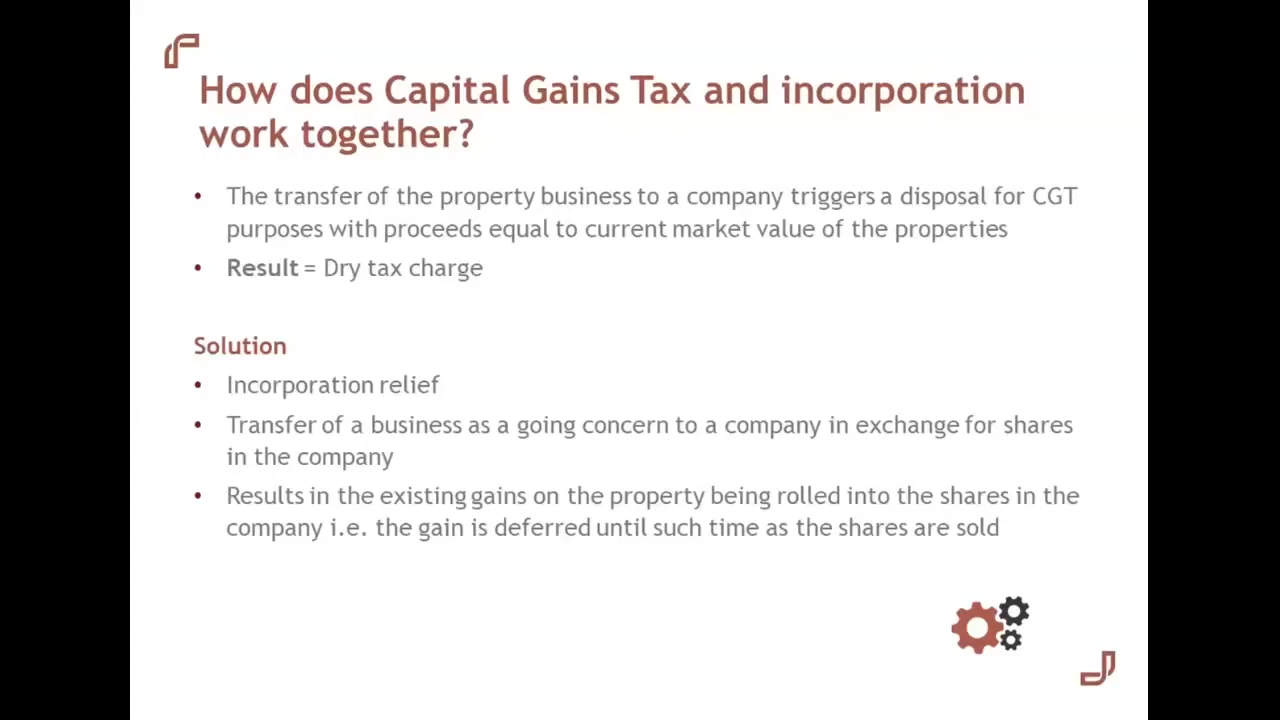 How does Capital Gains Tax and incorporation
work together?
• The transfer of the property business to a company triggers a disposal for CGT
purposes with proceeds equal to current market value of the properties
• Result = Dry tax charge
Solution
• Incorporation relief
• Transfer of a business as a going concern to a company in exchange for shares
in the company
• Results in the existing gains on the property being rolled into the shares in the
company i.e. the gain is deferred until such time as the shares are sold